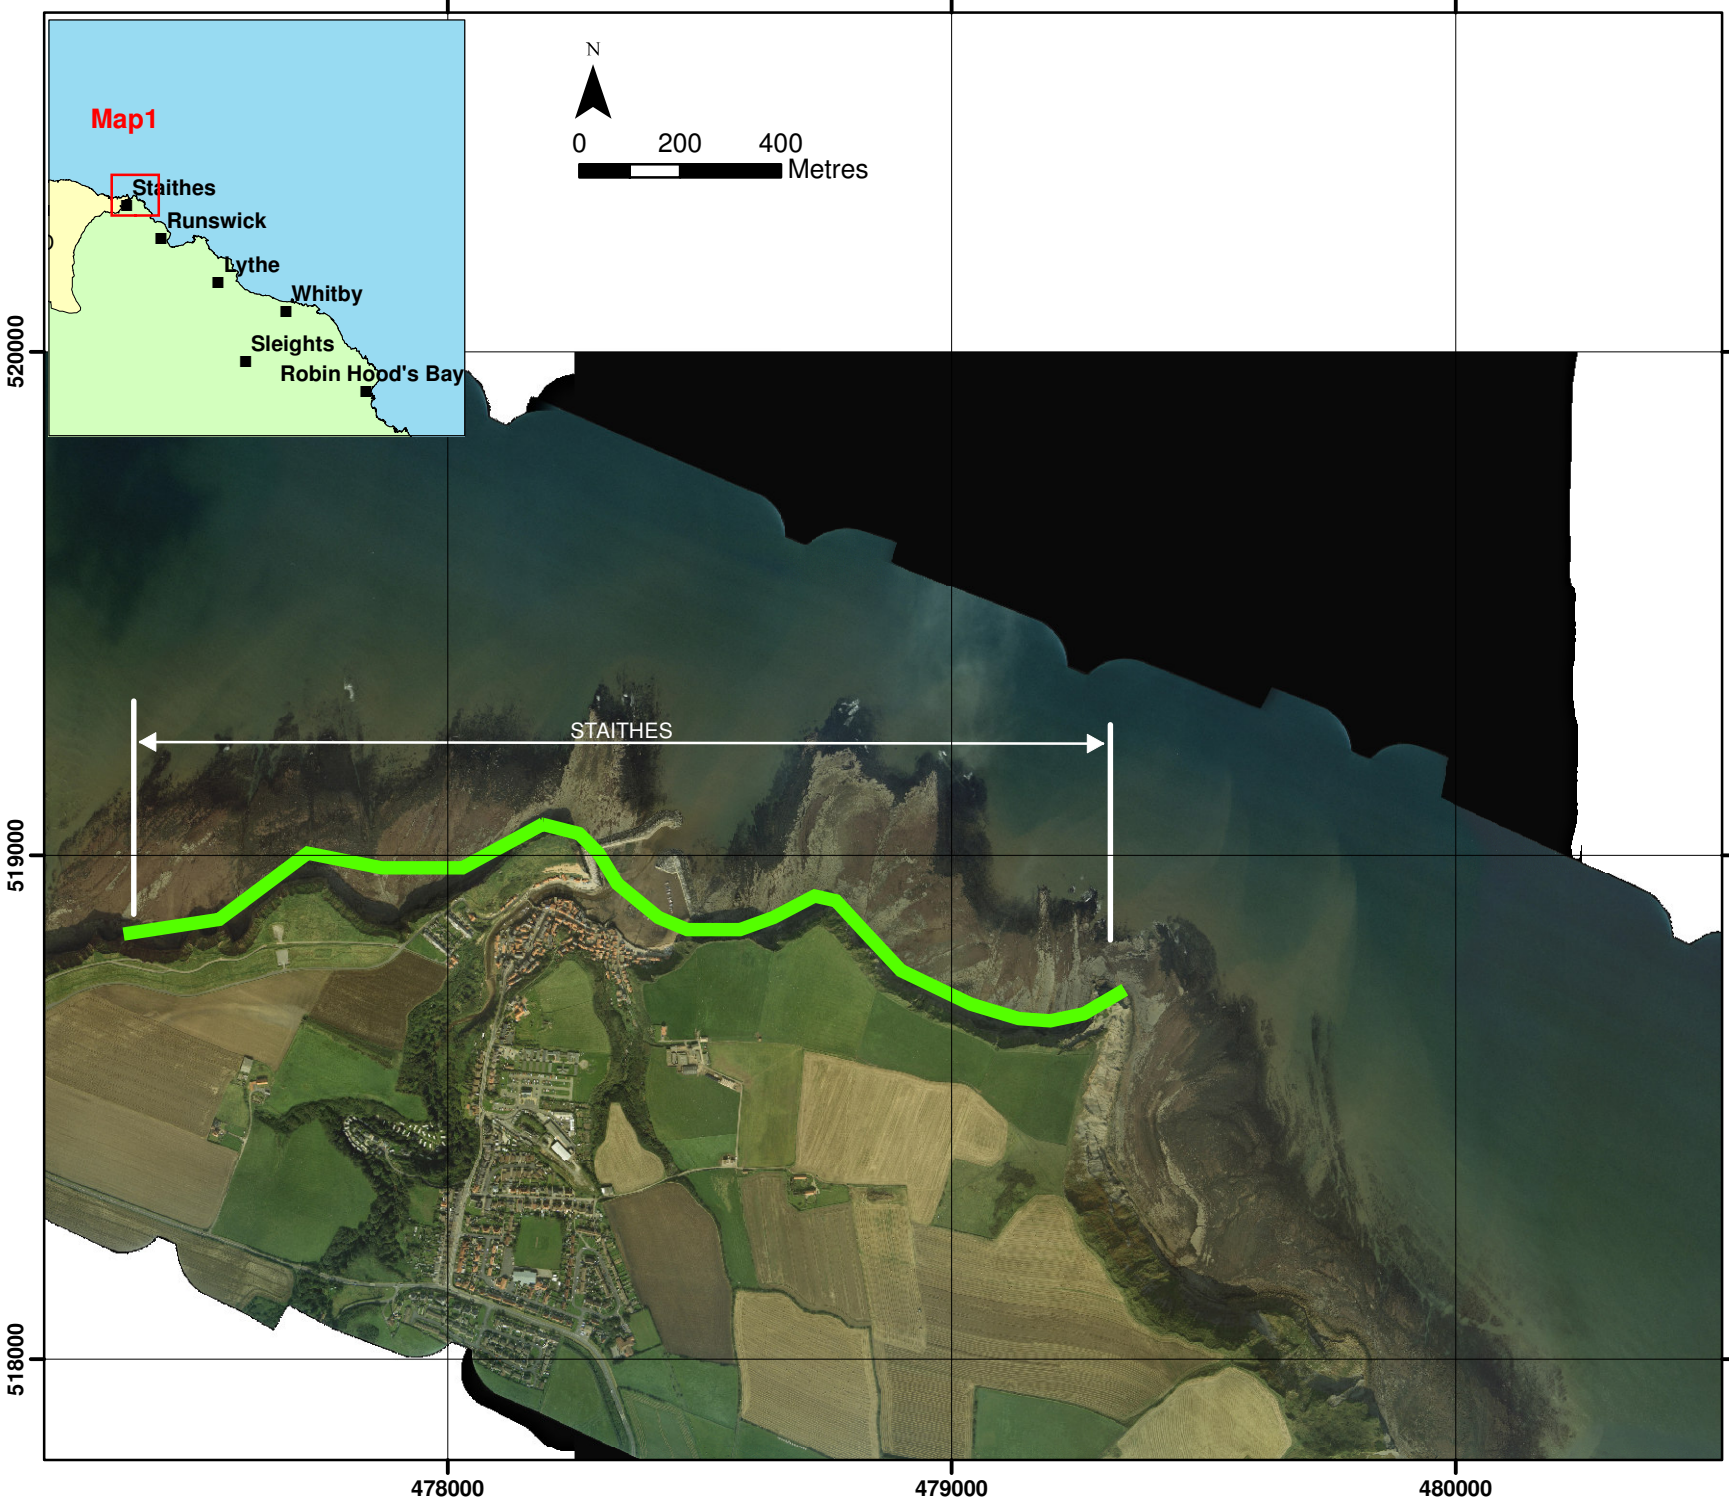 Map1
Staithes
Runswick
Lythe
Whitby
Sleights
Robin Hood's Bay
N
0 200 400
Metres
STAITHES
520000
519000
518000
478000 479000 480000